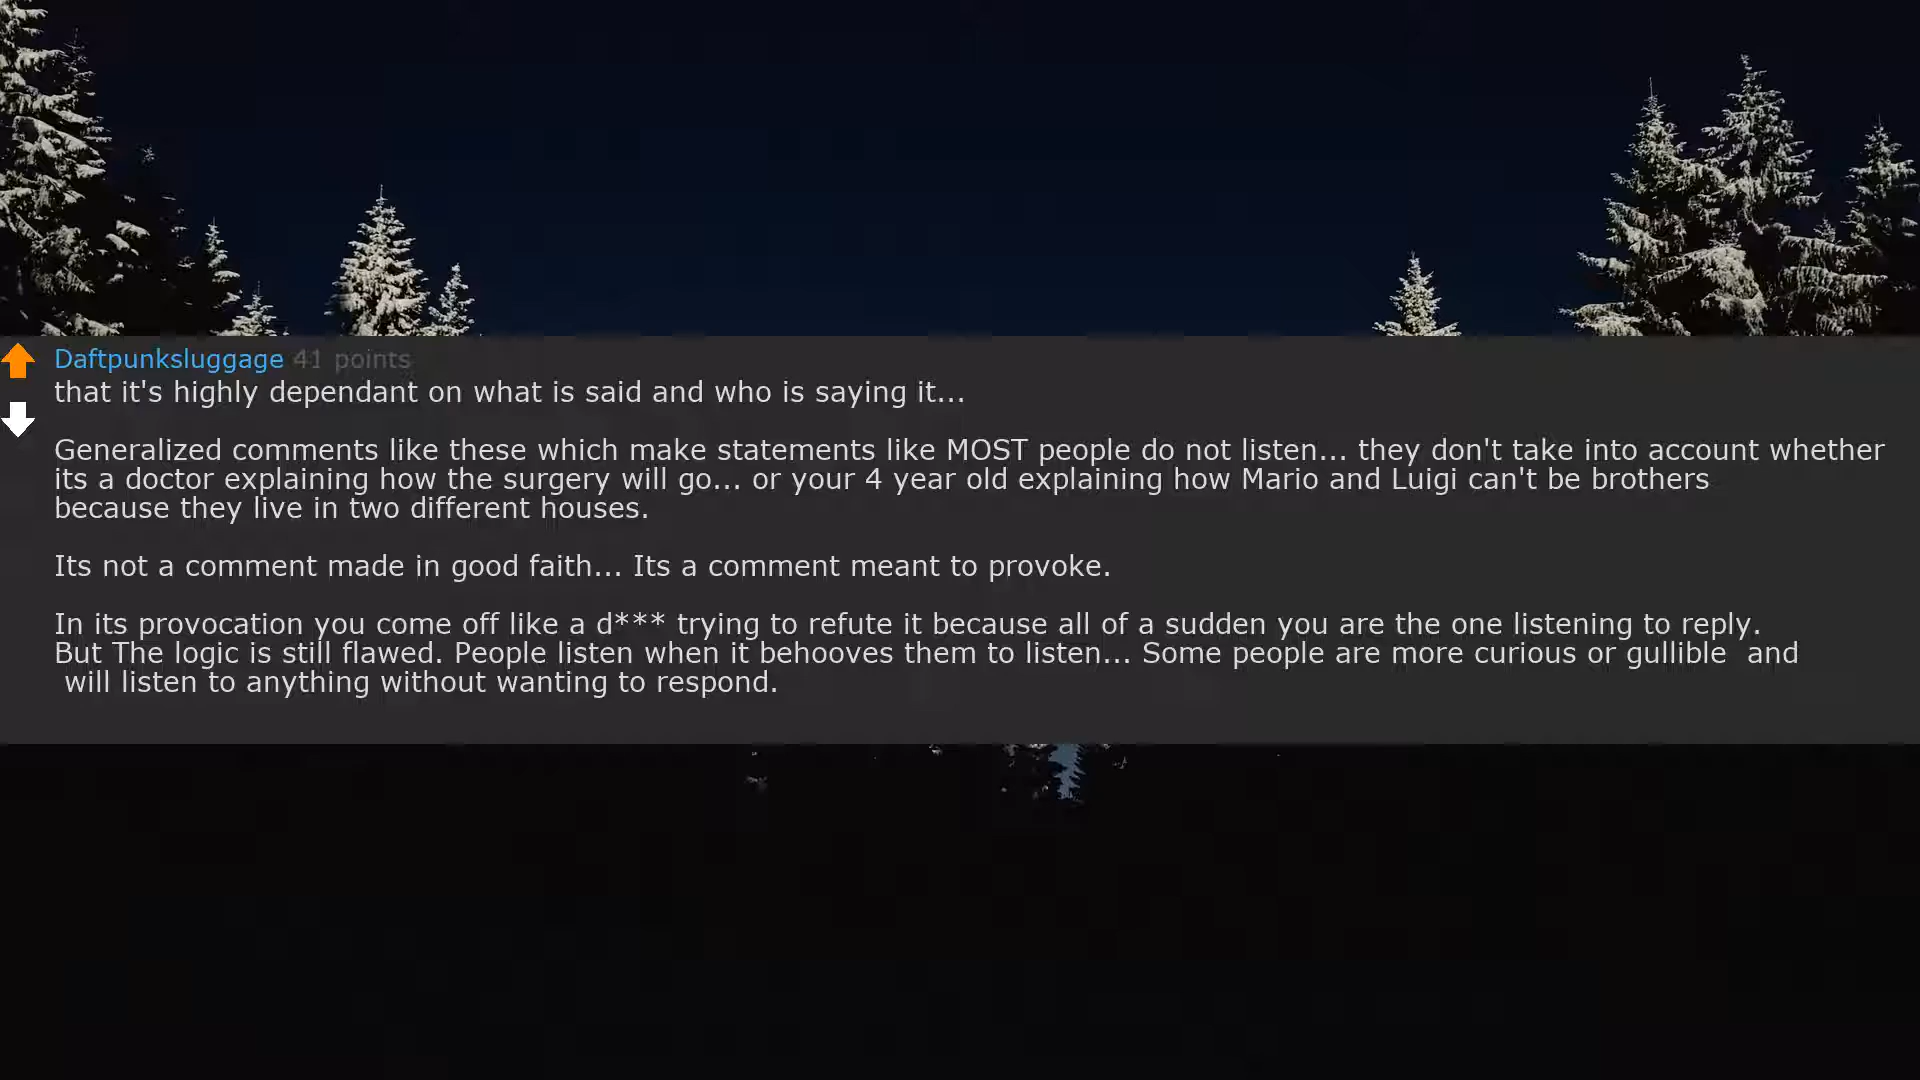 Daftpunksluggage 41 points
that it's highly dependant on what is said and who is saying it...
Generalized comments like these which make statements like MOST people do not listen... they don't take into account whether
its a doctor explaining how the surgery will go... or your 4 year old explaining how Mario and Luigi can't be brothers
because they live in two different houses.
Its not a comment made in good faith... Its a comment meant to provoke.
In its provocation you come off like a d*** trying to refute it because all of a sudden you are the one listening to reply.
But The logic is still flawed. People listen when it behooves them to listen... Some people are more curious or gullible  and
will listen to anything without wanting to respond.